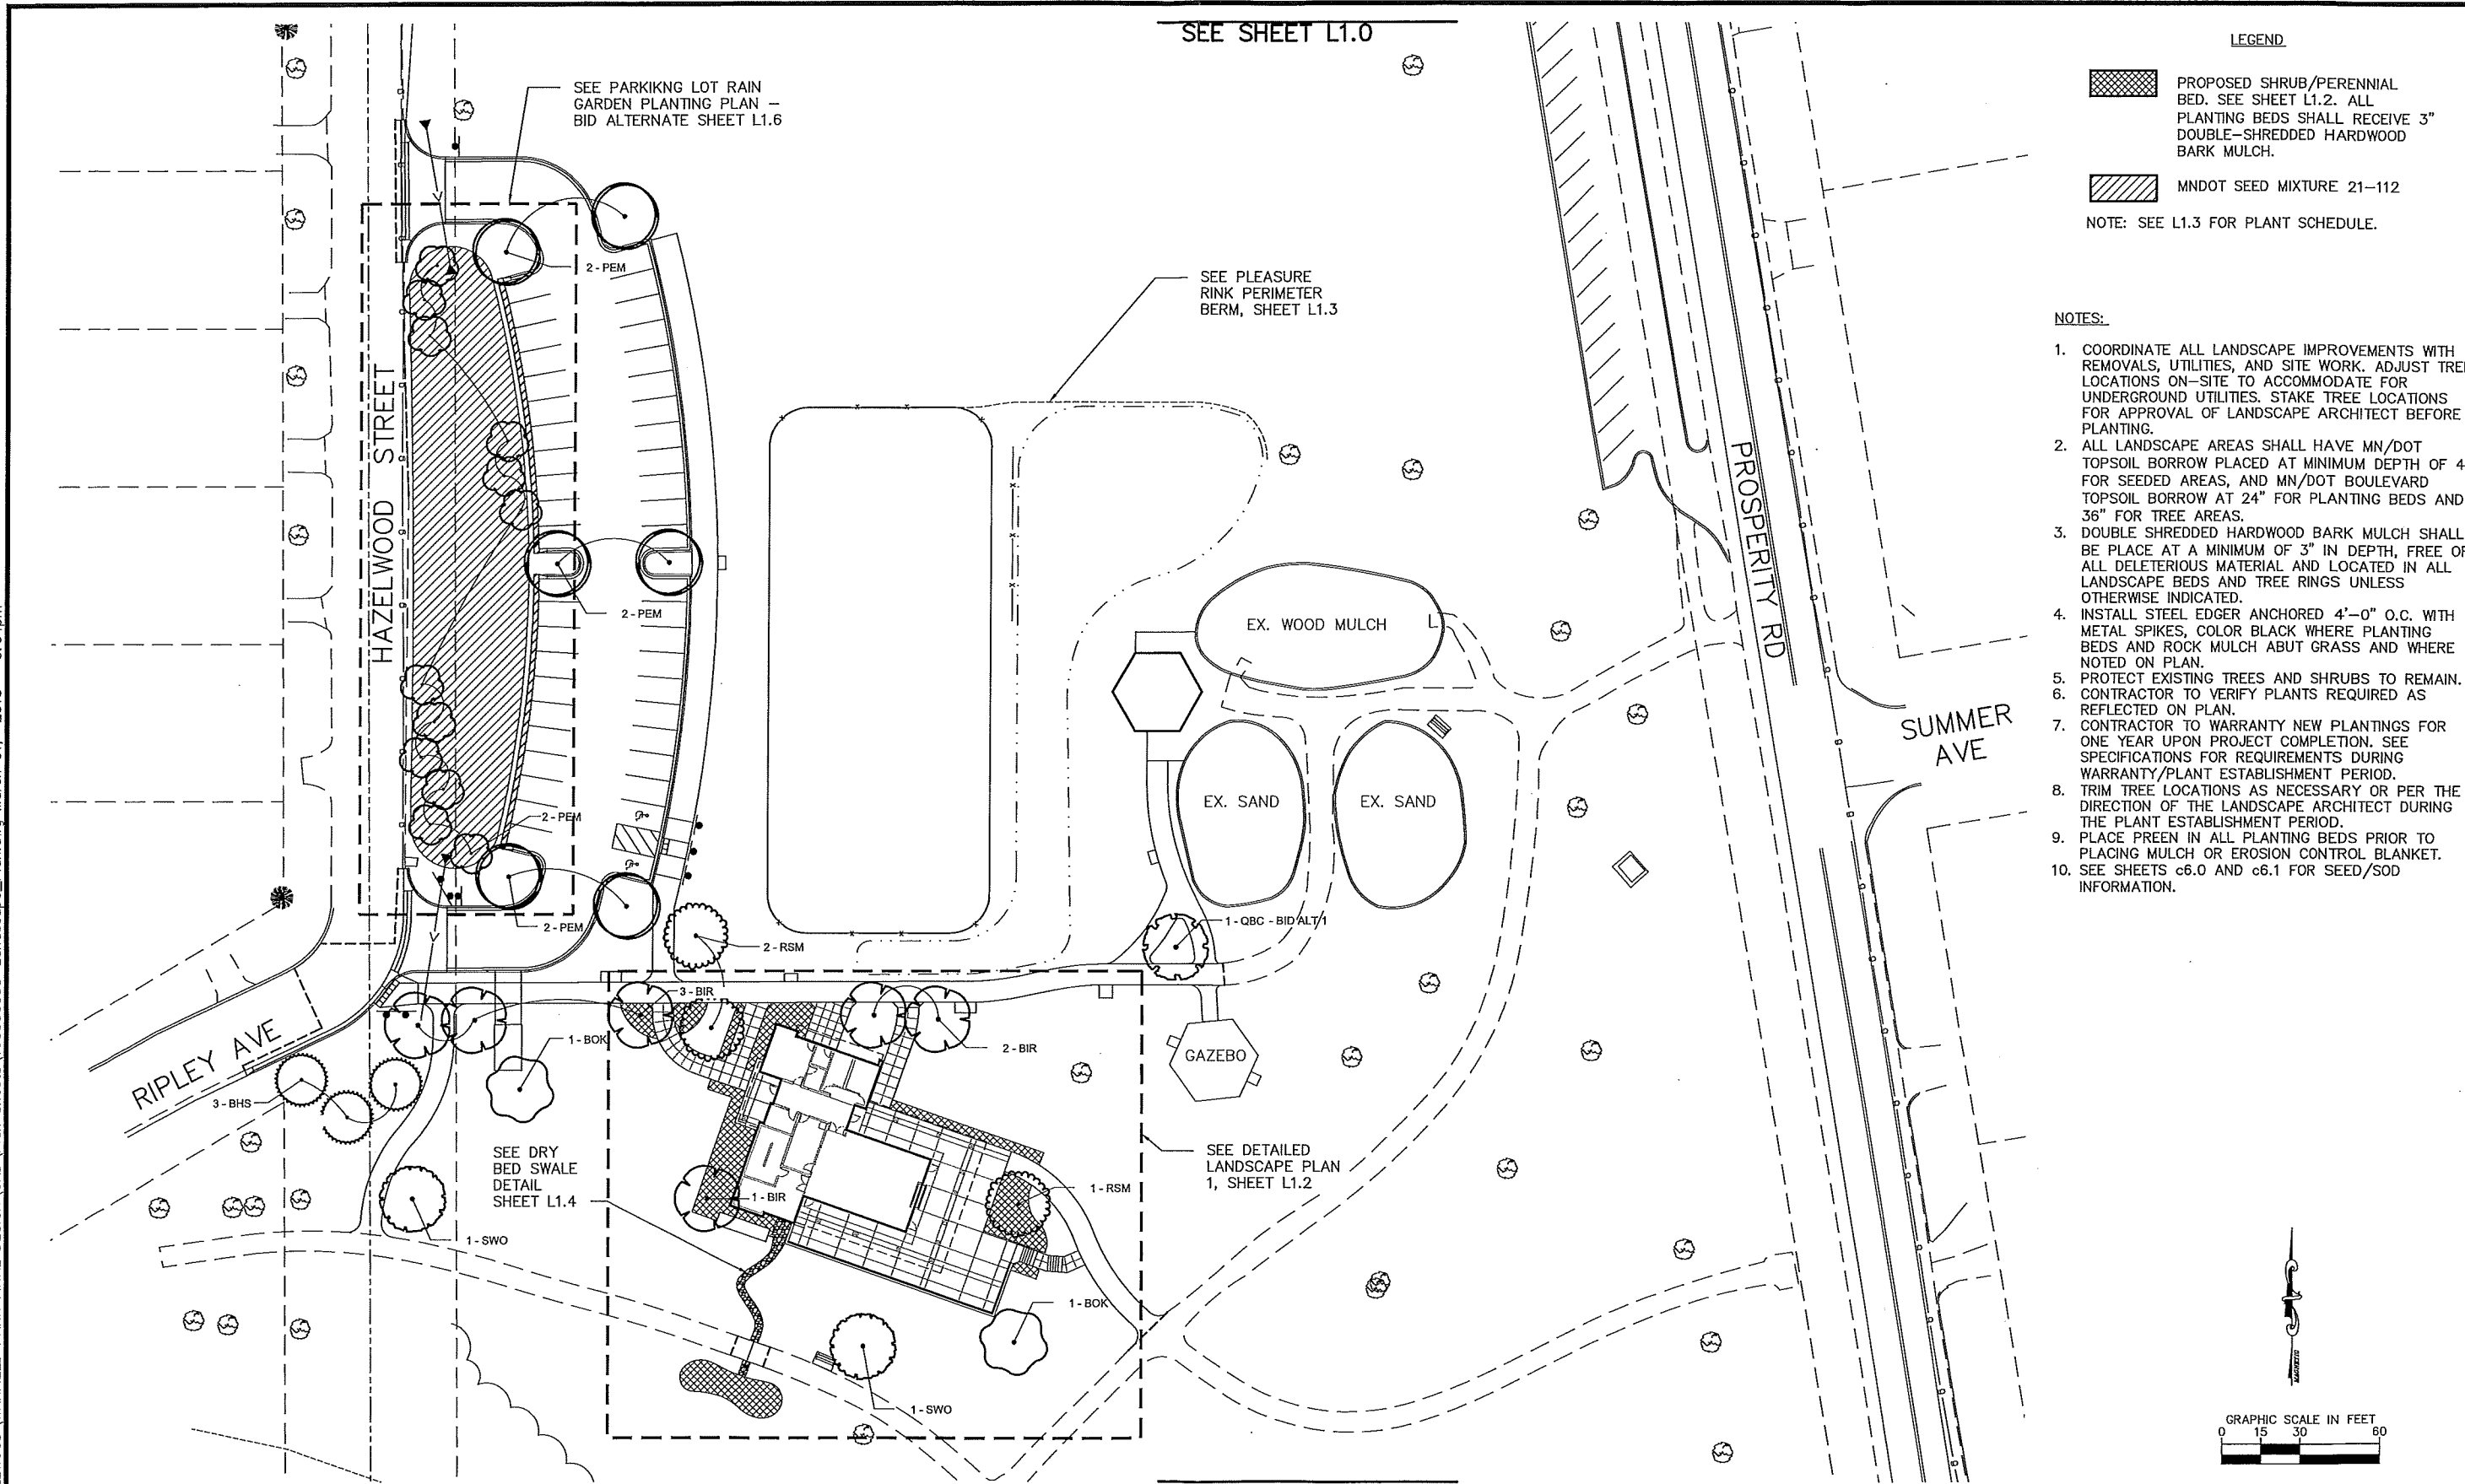 SEE SHEET L1.0
SEE PARKIKNG LOT RAIN
GARDEN PLANTING PLAN –
BID ALTERNATE SHEET L1.6
2 - PEM
HAZELWOOD STREET
2 - PEM
2 - PEM
2 - PEM
SEE PLEASURE
RINK PERIMETER
BERM, SHEET L1.3
EX. WOOD MULCH
EX. SAND
EX. SAND
PROSPERITY RD
SUMMER
AVE
2 - RSM
1 - QBC - BID ALT 1
3 - BIR
1 - BOK
2 - BIR
GAZEBO
RIPLEY AVE
3 - BHS
SEE DRY
BED SWALE
DETAIL
SHEET L1.4
SEE DETAILED
LANDSCAPE PLAN
1, SHEET L1.2
1 - BIR
1 - RSM
1 - SWO
1 - BOK
1 - SWO
LEGEND
PROPOSED SHRUB/PERENNIAL
BED. SEE SHEET L1.2. ALL
PLANTING BEDS SHALL RECEIVE 3"
DOUBLE–SHREDDED HARDWOOD
BARK MULCH.
MNDOT SEED MIXTURE 21–112
NOTE: SEE L1.3 FOR PLANT SCHEDULE.
NOTES:
1. COORDINATE ALL LANDSCAPE IMPROVEMENTS WITH
REMOVALS, UTILITIES, AND SITE WORK. ADJUST TREE
LOCATIONS ON–SITE TO ACCOMMODATE FOR
UNDERGROUND UTILITIES. STAKE TREE LOCATIONS
FOR APPROVAL OF LANDSCAPE ARCHITECT BEFORE
PLANTING.
2. ALL LANDSCAPE AREAS SHALL HAVE MN/DOT
TOPSOIL BORROW PLACED AT MINIMUM DEPTH OF 4
FOR SEEDED AREAS, AND MN/DOT BOULEVARD
TOPSOIL BORROW AT 24" FOR PLANTING BEDS AND
36" FOR TREE AREAS.
3. DOUBLE SHREDDED HARDWOOD BARK MULCH SHALL
BE PLACE AT A MINIMUM OF 3" IN DEPTH, FREE OF
ALL DELETERIOUS MATERIAL AND LOCATED IN ALL
LANDSCAPE BEDS AND TREE RINGS UNLESS
OTHERWISE INDICATED.
4. INSTALL STEEL EDGER ANCHORED 4'–0" O.C. WITH
METAL SPIKES, COLOR BLACK WHERE PLANTING
BEDS AND ROCK MULCH ABUT GRASS AND WHERE
NOTED ON PLAN.
5. PROTECT EXISTING TREES AND SHRUBS TO REMAIN.
6. CONTRACTOR TO VERIFY PLANTS REQUIRED AS
REFLECTED ON PLAN.
7. CONTRACTOR TO WARRANTY NEW PLANTINGS FOR
ONE YEAR UPON PROJECT COMPLETION. SEE
SPECIFICATIONS FOR REQUIREMENTS DURING
WARRANTY/PLANT ESTABLISHMENT PERIOD.
8. TRIM TREE LOCATIONS AS NECESSARY OR PER THE
DIRECTION OF THE LANDSCAPE ARCHITECT DURING
THE PLANT ESTABLISHMENT PERIOD.
9. PLACE PREEN IN ALL PLANTING BEDS PRIOR TO
PLACING MULCH OR EROSION CONTROL BLANKET.
10. SEE SHEETS c6.0 AND c6.1 FOR SEED/SOD
INFORMATION.
GRAPHIC SCALE IN FEET
0 15 30 60